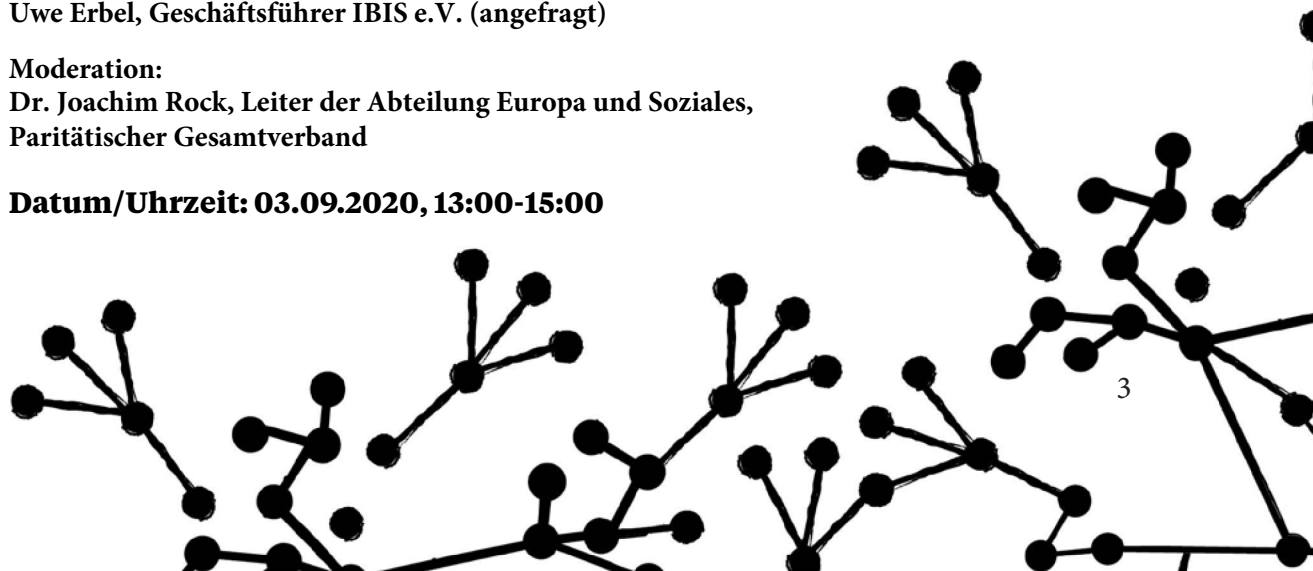 Uwe Erbel, Geschäftsführer IBIS e.V. (angefragt)
Moderation:
Dr. Joachim Rock, Leiter der Abteilung Europa und Soziales,
Paritätischer Gesamtverband
Datum/Uhrzeit: 03.09.2020, 13:00-15:00
3